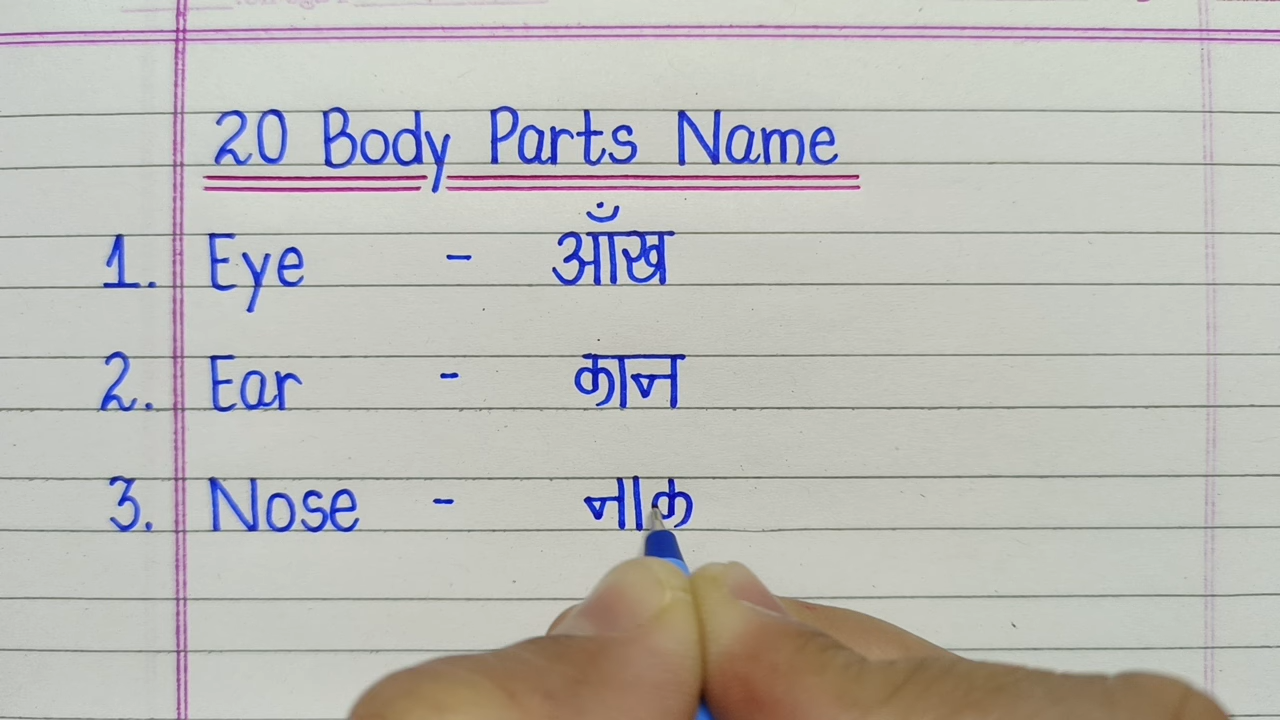 20 Body Parts Name
1. Eye - आँख
2. Ear - कान
3. Nose - नाक